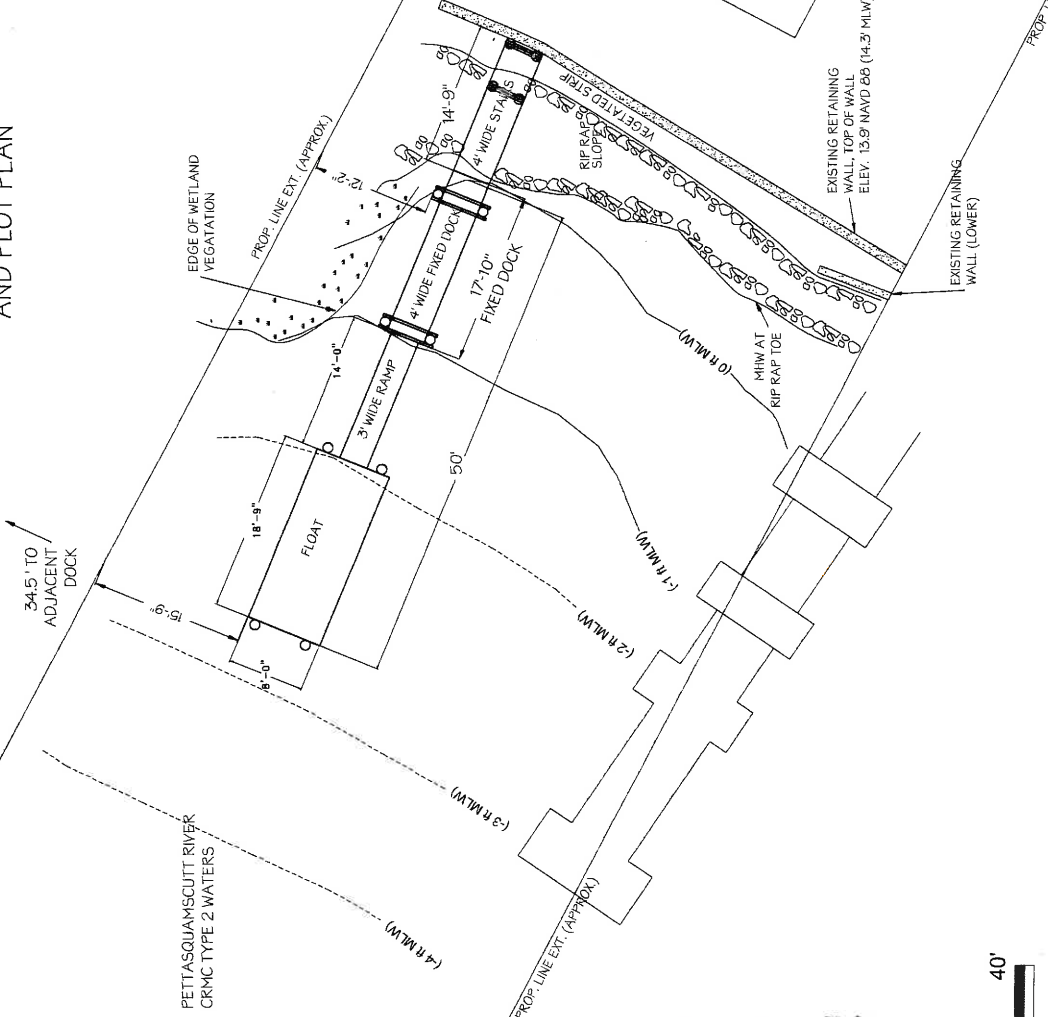 AND PLOT PLAN
PROP. LINE EXT. (APPROX.)
EDGE OF WETLAND
VEGATATION
12'-2"
14'-9"
4' WIDE STAIRS
VEGETATED STRIP
RIP RAP
SLOPE
EXISTING RETAINING
WALL, TOP OF WALL
ELEV. 13.9' NAVD 88 (14.3' MLW)
EXISTING RETAINING
WALL (LOWER)
4' WIDE FIXED DOCK
17'-10"
FIXED DOCK
14'-0"
3' WIDE RAMP
50'
18'-9"
FLOAT
8'-0"
15'-9"
34.5 ' TO
ADJACENT
DOCK
(0 ft MLW)
MHW AT
RIP RAP TOE
(-1 ft MLW)
(-2 ft MLW)
(-3 ft MLW)
(-4 ft MLW)
PETTASQUAMSCUTT RIVER
CRMC TYPE 2 WATERS
PROP. LINE EXT. (APPROX.)
PROP. L
40'